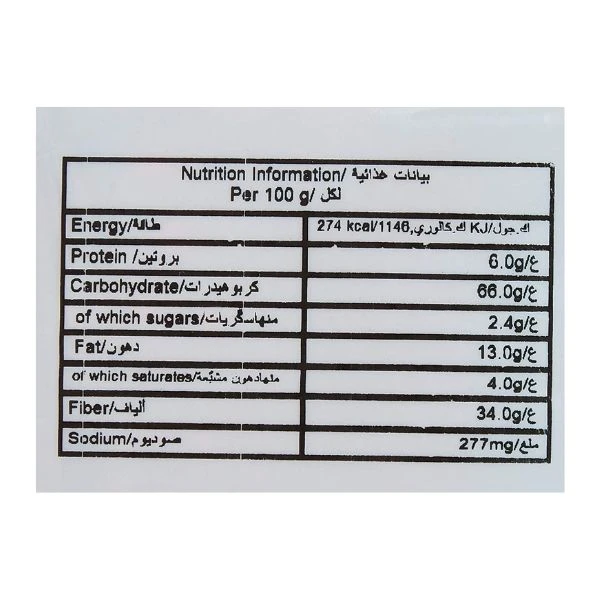 Nutrition Information/ بيانات غذائية
Per 100 g/ لكل
Energy/طاقة 274 kcal/ك.كالوري,1146 KJ/ك.جول
Protein /بروتين 6.0g/غ
Carbohydrate/كربوهيدرات 66.0g/غ
of which sugars/منهاسكريات 2.4g/غ
Fat/دهون 13.0g/غ
of which saturates/منهادهون مشبّعة 4.0g/غ
Fiber/ألياف 34.0g/غ
Sodium/صوديوم 277mg/ملغ